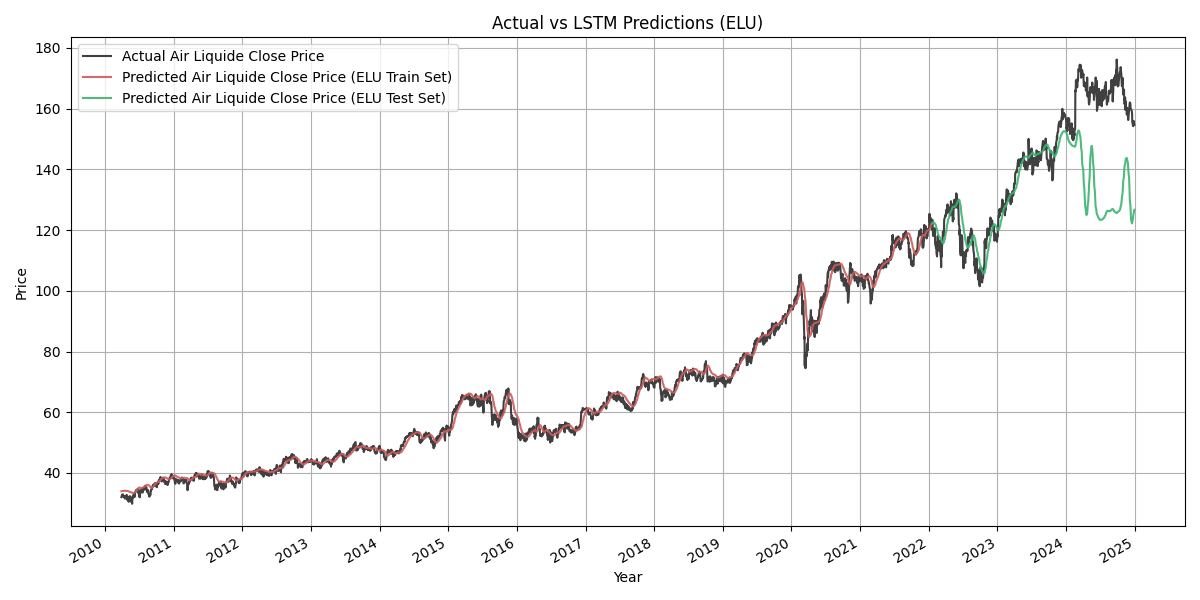 Actual vs LSTM Predictions (ELU)
Actual Air Liquide Close Price
Predicted Air Liquide Close Price (ELU Train Set)
Predicted Air Liquide Close Price (ELU Test Set)
180
160
140
120
100
80
60
40
Price
2010 2011 2012 2013 2014 2015 2016 2017 2018 2019 2020 2021 2022 2023 2024 2025
Year